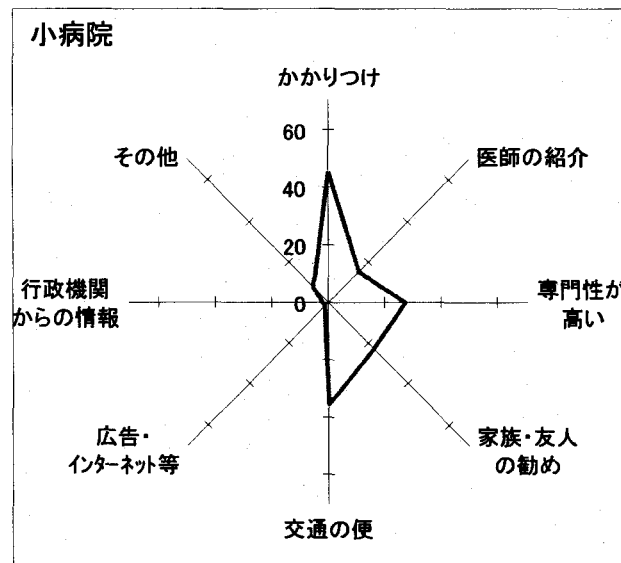 小病院
かかりつけ
60
40
20
0
医師の紹介
専門性が
高い
家族・友人
の勧め
交通の便
広告・
インターネット等
行政機関
からの情報
その他